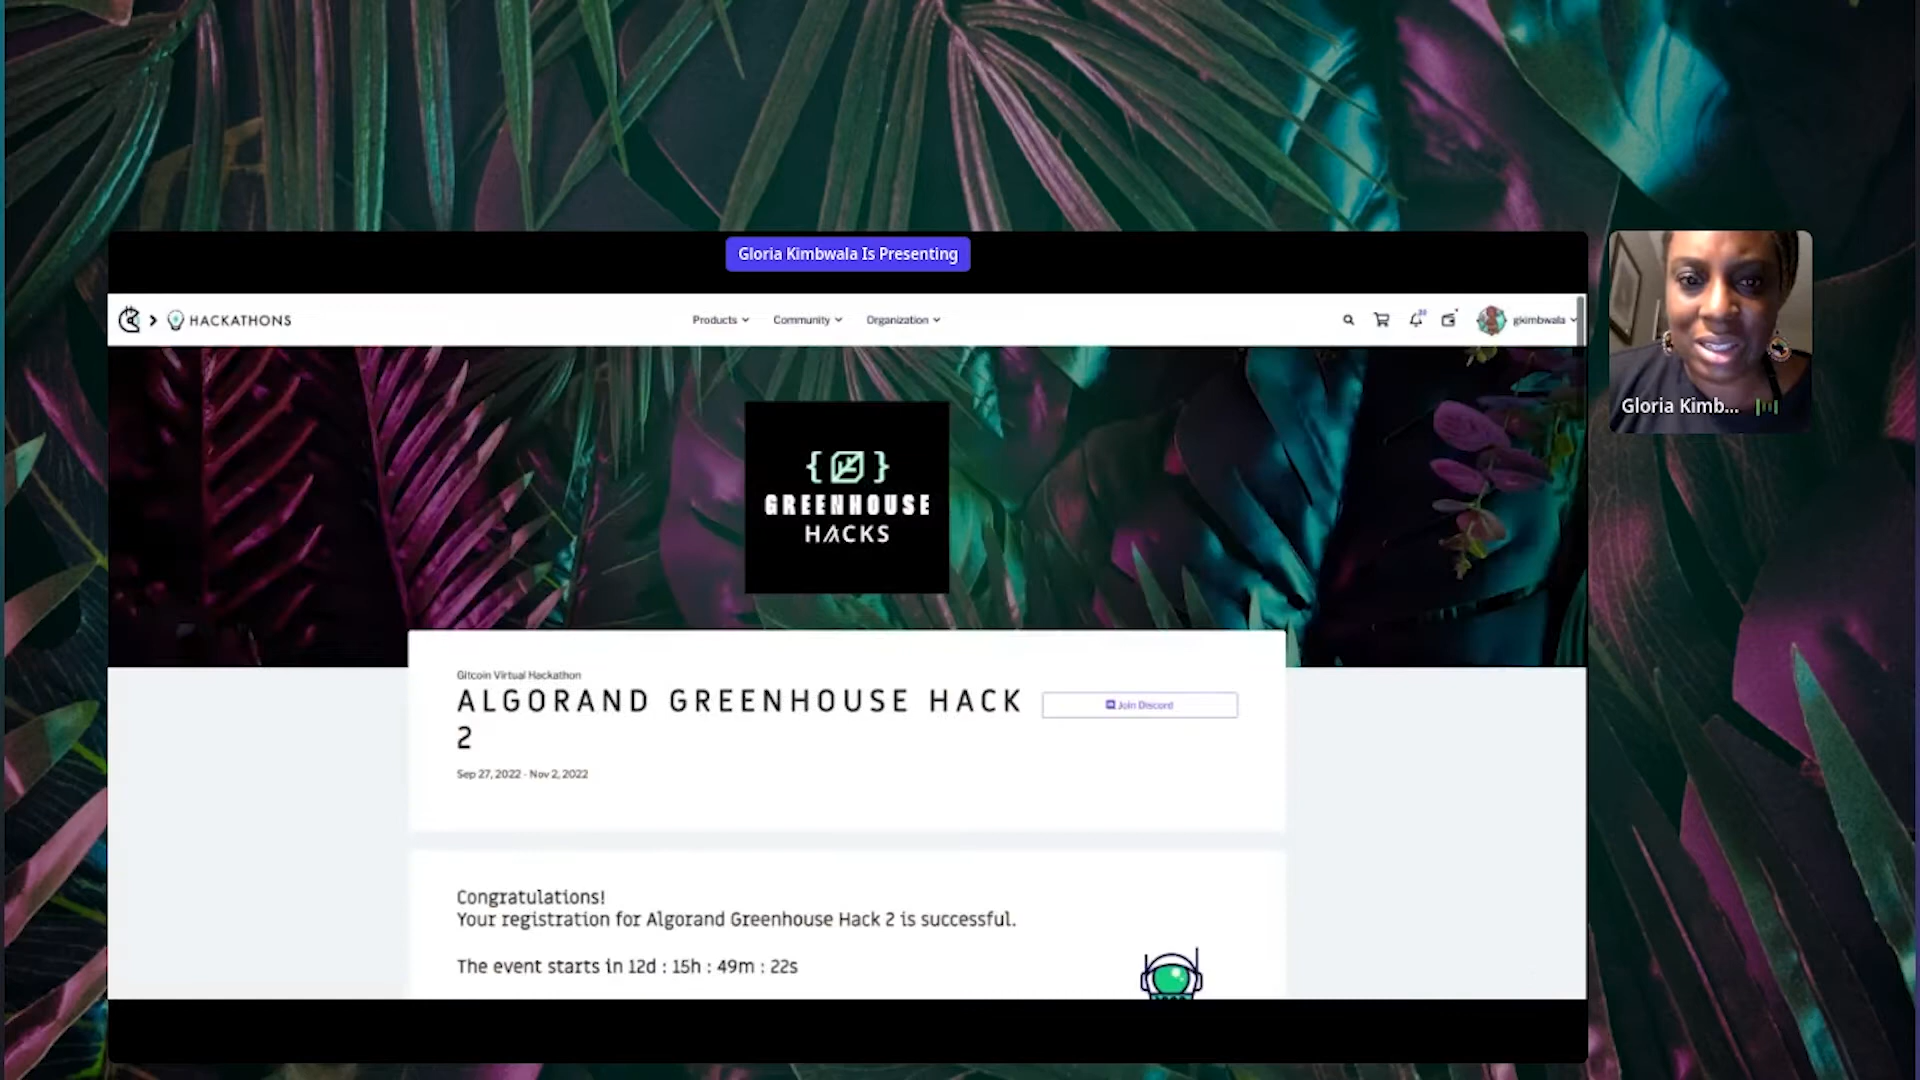 Gloria Kimbwala Is Presenting
HACKATHONS
Products
Community
Organization
gkimbwala
Gloria Kimb...
{ }
GREENHOUSE
HACKS
Gitcoin Virtual Hackathon
ALGORAND GREENHOUSE HACK
2
Join Discord
Sep 27, 2022 - Nov 2, 2022
Congratulations!
Your registration for Algorand Greenhouse Hack 2 is successful.
The event starts in 12d : 15h : 49m : 22s